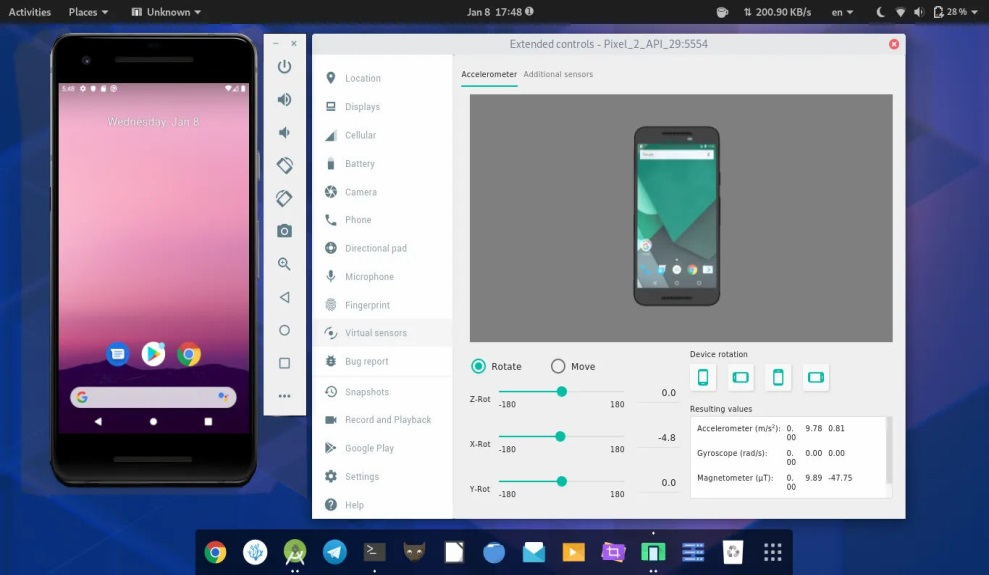 Activities Places Unknown Jan 8 17:48 200.90 KB/s en 28 %
5:48
Wednesday, Jan 8
Extended controls - Pixel_2_API_29:5554
Location
Displays
Cellular
Battery
Camera
Phone
Directional pad
Microphone
Fingerprint
Virtual sensors
Bug report
Snapshots
Record and Playback
Google Play
Settings
Help
Accelerometer Additional sensors
Rotate Move
Z-Rot -180 180 0.0
X-Rot -180 180 -4.8
Y-Rot -180 180 0.0
Device rotation
Resulting values
Accelerometer (m/s²): 0.00 9.78 0.81
Gyroscope (rad/s): 0.00 0.00 0.00
Magnetometer (μT): 0.00 9.89 -47.75